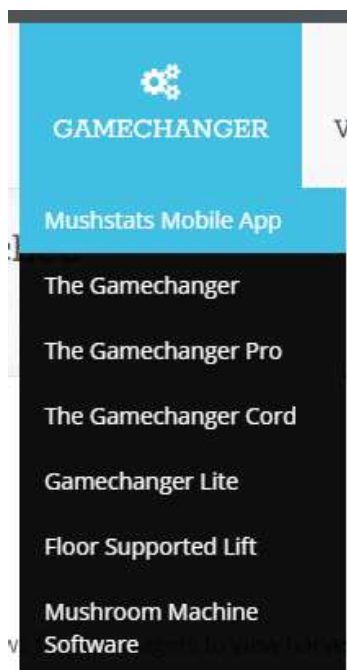 GAMECHANGER
Mushstats Mobile App
The Gamechanger
The Gamechanger Pro
The Gamechanger Cord
Gamechanger Lite
Floor Supported Lift
Mushroom Machine
Software